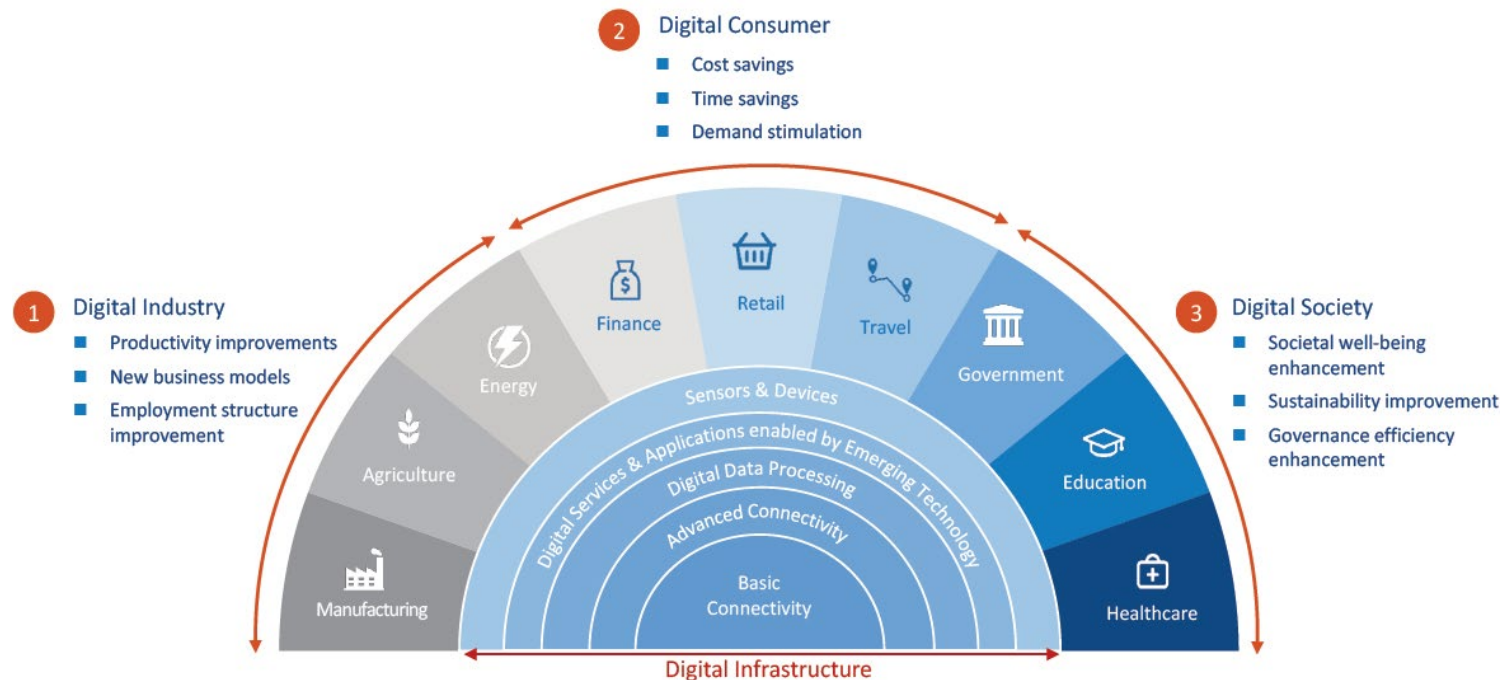 2
Digital Consumer
Cost savings
Time savings
Demand stimulation
1
Digital Industry
Productivity improvements
New business models
Employment structure
improvement
3
Digital Society
Societal well-being
enhancement
Sustainability improvement
Governance efficiency
enhancement
Manufacturing
Agriculture
Energy
$
Finance
Retail
Travel
Government
Education
Healthcare
Sensors & Devices
Digital Services & Applications enabled by Emerging Technology
Digital Data Processing
Advanced Connectivity
Basic
Connectivity
Digital Infrastructure